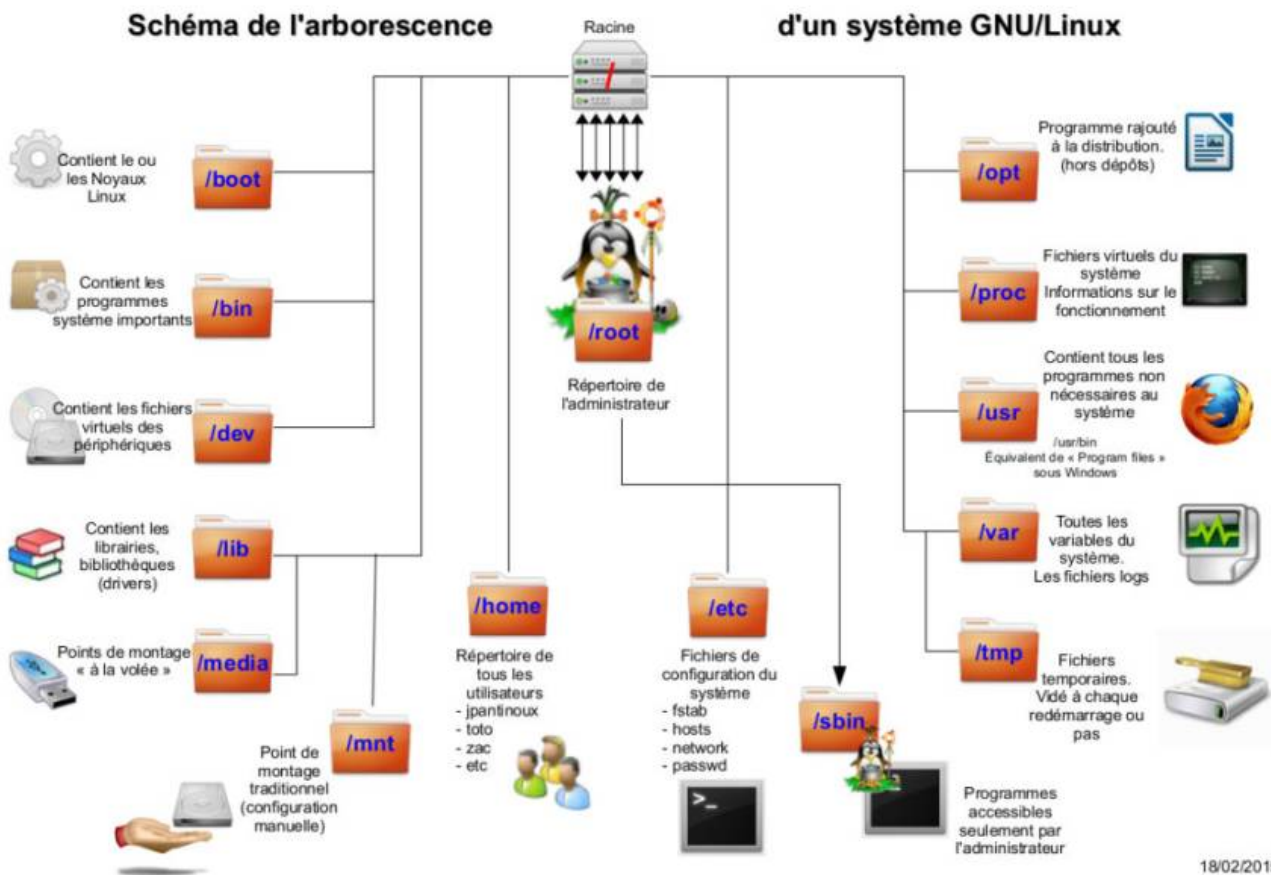 Schéma de l'arborescence
Racine
d'un système GNU/Linux
Contient le ou
les Noyaux
Linux
/boot
Contient les
programmes
système importants
/bin
Contient les fichiers
virtuels des
périphériques
/dev
Contient les
librairies,
bibliothèques
(drivers)
/lib
Points de montage
« à la volée »
/media
Point de
montage
traditionnel
(configuration
manuelle)
/mnt
/root
Répertoire de
l'administrateur
/home
Répertoire de
tous les
utilisateurs
- jpantinoux
- toto
- zac
- etc
/etc
Fichiers de
configuration du
système
- fstab
- hosts
- network
- passwd
>_
/sbin
Programmes
accessibles
seulement par
l'administrateur
/opt
Programme rajouté
à la distribution.
(hors dépôts)
/proc
Fichiers virtuels du
système
Informations sur le
fonctionnement
/usr
Contient tous les
programmes non
nécessaires au
système
/usr/bin
Équivalent de « Program files »
sous Windows
/var
Toutes les
variables du
système.
Les fichiers logs
/tmp
Fichiers
temporaires.
Vidé à chaque
redémarrage ou
pas
18/02/201